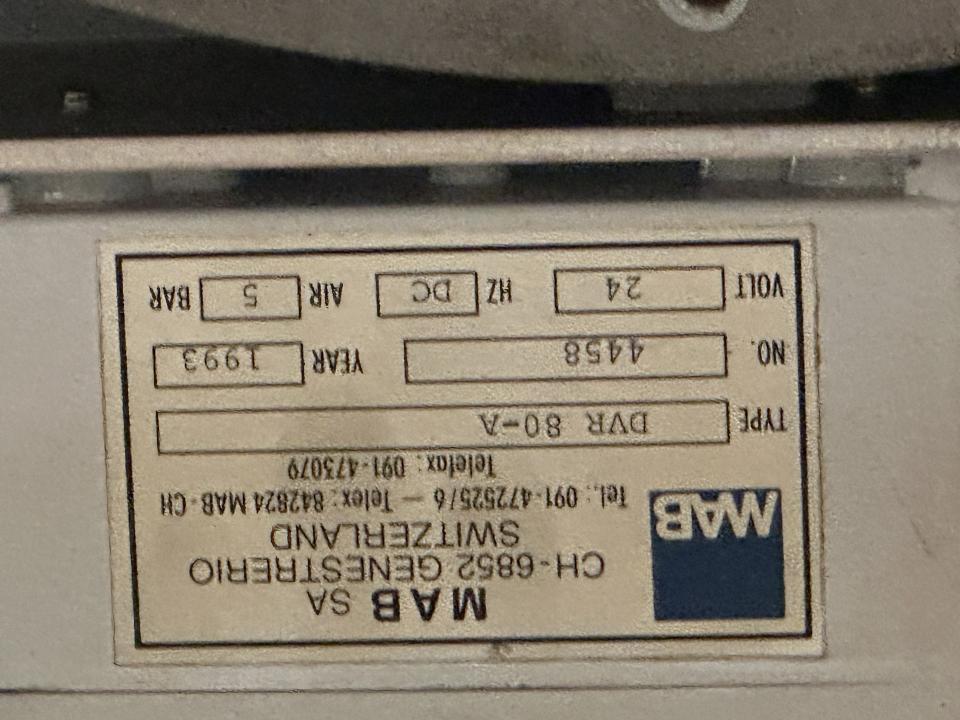 MAB SA
CH-6852 GENESTRERIO
SWITZERLAND
MAB
Tel.: 091-472525/6 — Telex: 842824 MAB-CH
Telefax: 091-473079
TYPE DVR 80-A
NO. 4458 YEAR 1993
VOLT 24 HZ DC AIR 5 BAR